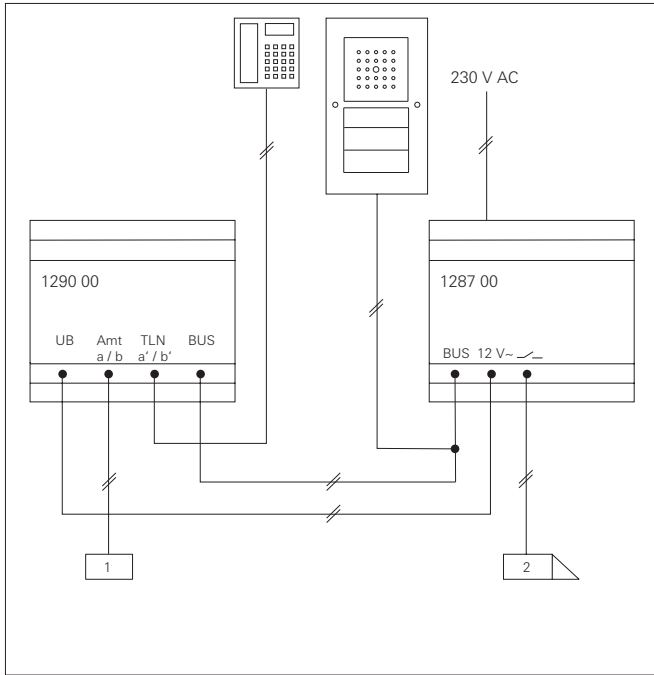 230 V AC
1290 00
UB Amt TLN BUS
a / b a‘ / b‘
1287 00
BUS 12 V~
1
2